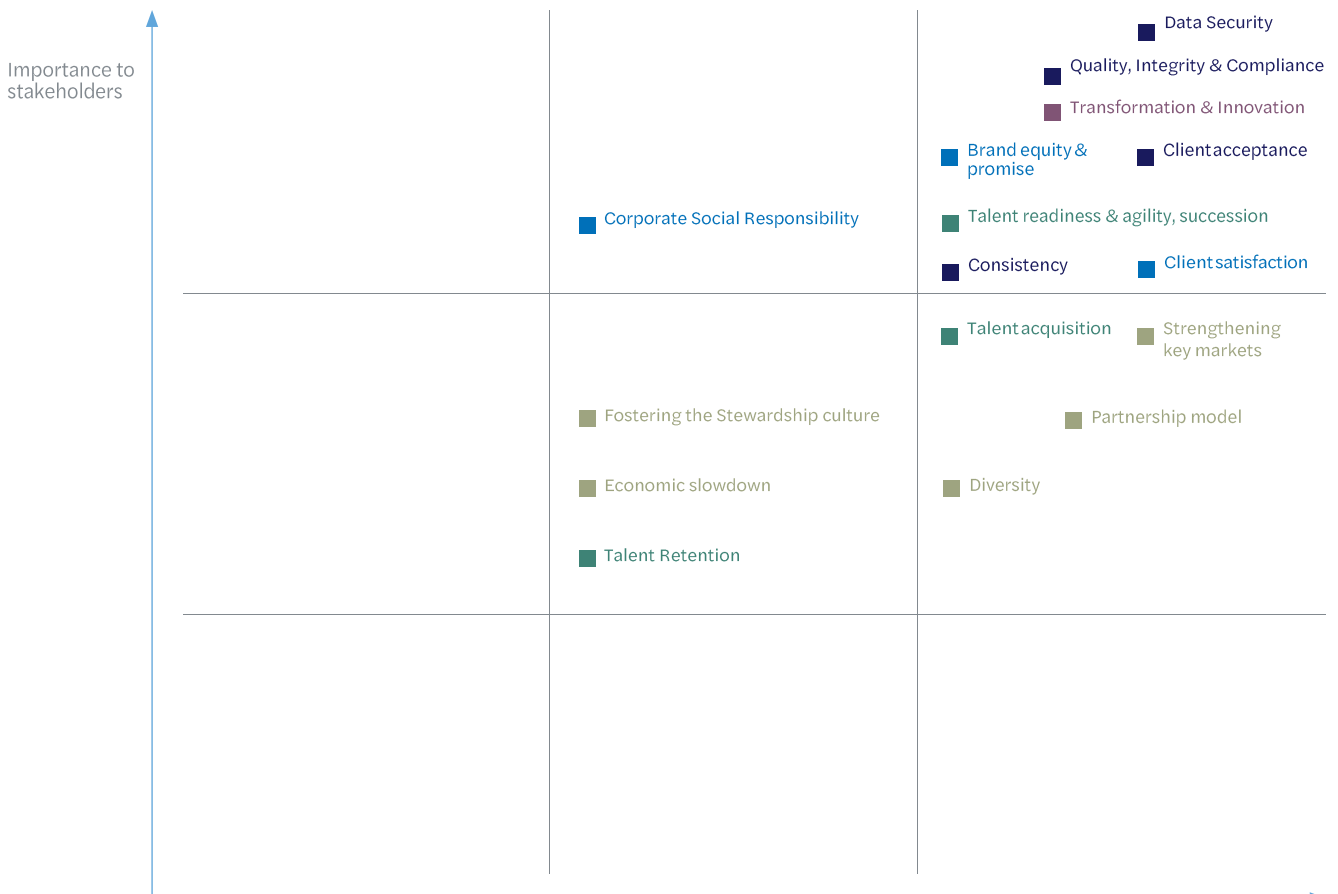 Importance to
stakeholders
Data Security
Quality, Integrity & Compliance
Transformation & Innovation
Brand equity &
promise
Client acceptance
Corporate Social Responsibility
Talent readiness & agility, succession
Consistency
Client satisfaction
Talent acquisition
Strengthening
key markets
Fostering the Stewardship culture
Partnership model
Economic slowdown
Diversity
Talent Retention